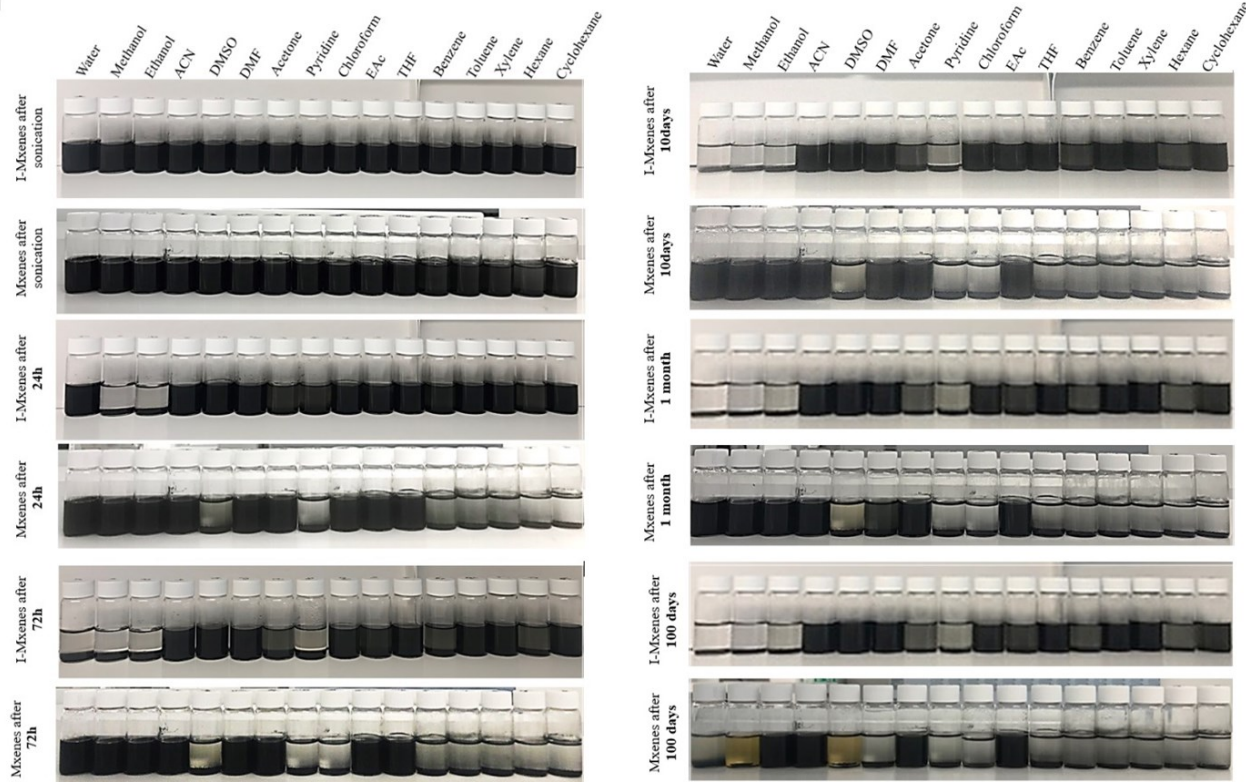 Water Methanol Ethanol ACN DMSO DMF Acetone Pyridine Chloroform EAc THF Benzene Toluene Xylene Hexane Cyclohexane
I-Mxenes after
sonication
Mxenes after
sonication
I-Mxenes after
24h
Mxenes after
24h
I-Mxenes after
72h
Mxenes after
72h
Water Methanol Ethanol ACN DMSO DMF Acetone Pyridine Chloroform EAc THF Benzene Toluene Xylene Hexane Cyclohexane
I-Mxenes after
10days
Mxenes after
10days
I-Mxenes after
1 month
Mxenes after
1 month
I-Mxenes after
100 days
Mxenes after
100 days